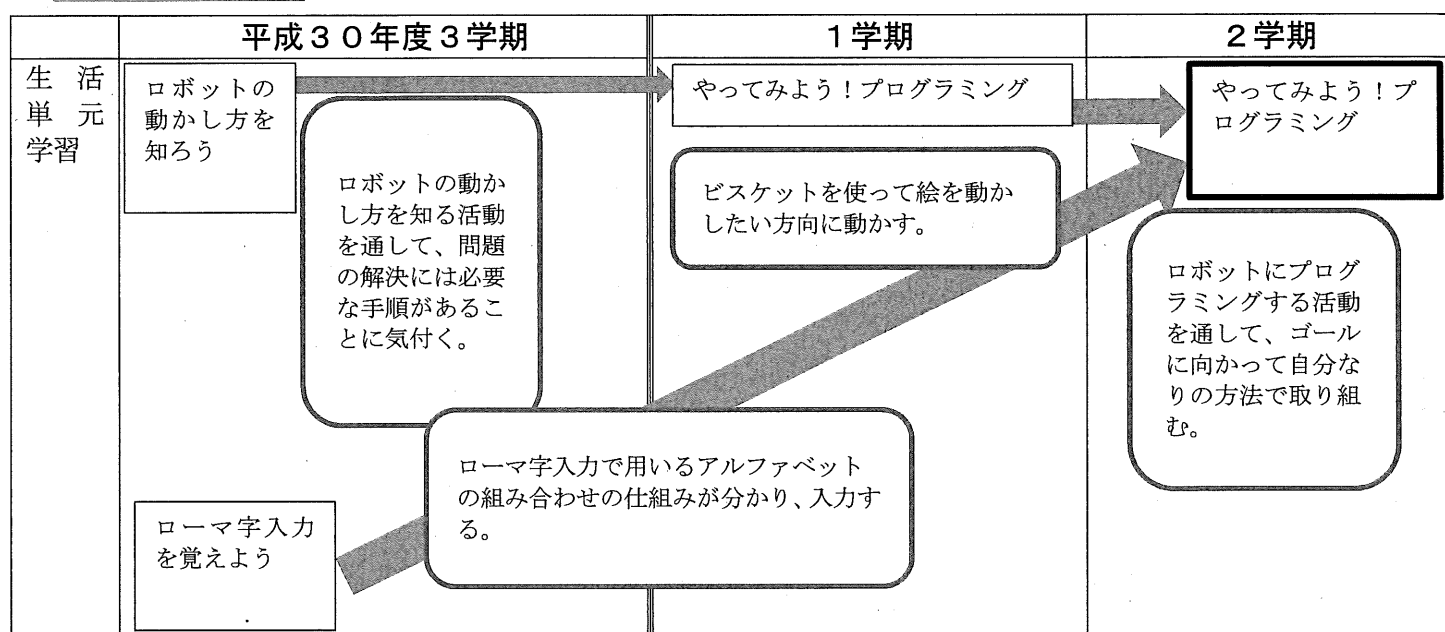 平成３０年度３学期
１学期
２学期
生活
単元
学習
ロボットの
動かし方を
知ろう
ロボットの動か
し方を知る活動
を通して、問題
の解決には必要
な手順があるこ
とに気付く。
ローマ字入力
を覚えよう
ローマ字入力で用いるアルファベット
の組み合わせの仕組みが分かり、入力す
る。
やってみよう！プログラミング
ビスケットを使って絵を動か
したい方向に動かす。
やってみよう！プ
ログラミング
ロボットにプログ
ラミングする活動
を通して、ゴール
に向かって自分な
りの方法で取り組
む。